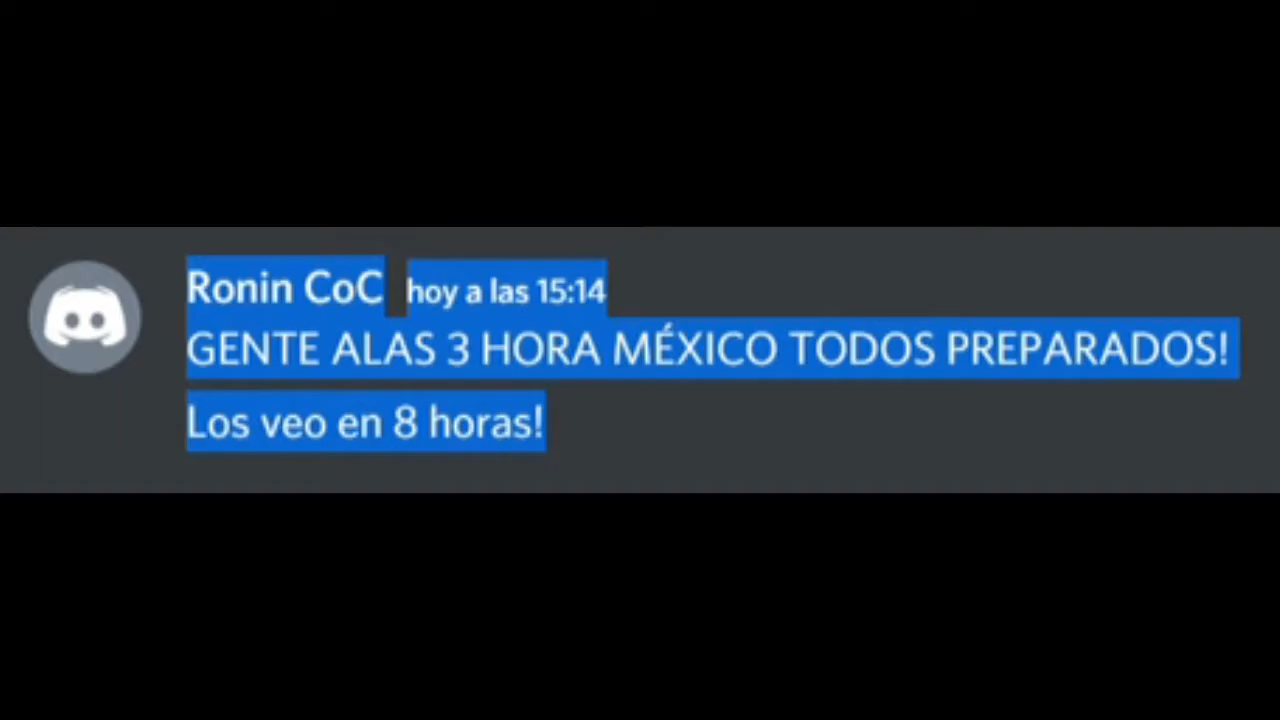 Ronin CoC hoy a las 15:14
GENTE ALAS 3 HORA MÉXICO TODOS PREPARADOS!
Los veo en 8 horas!